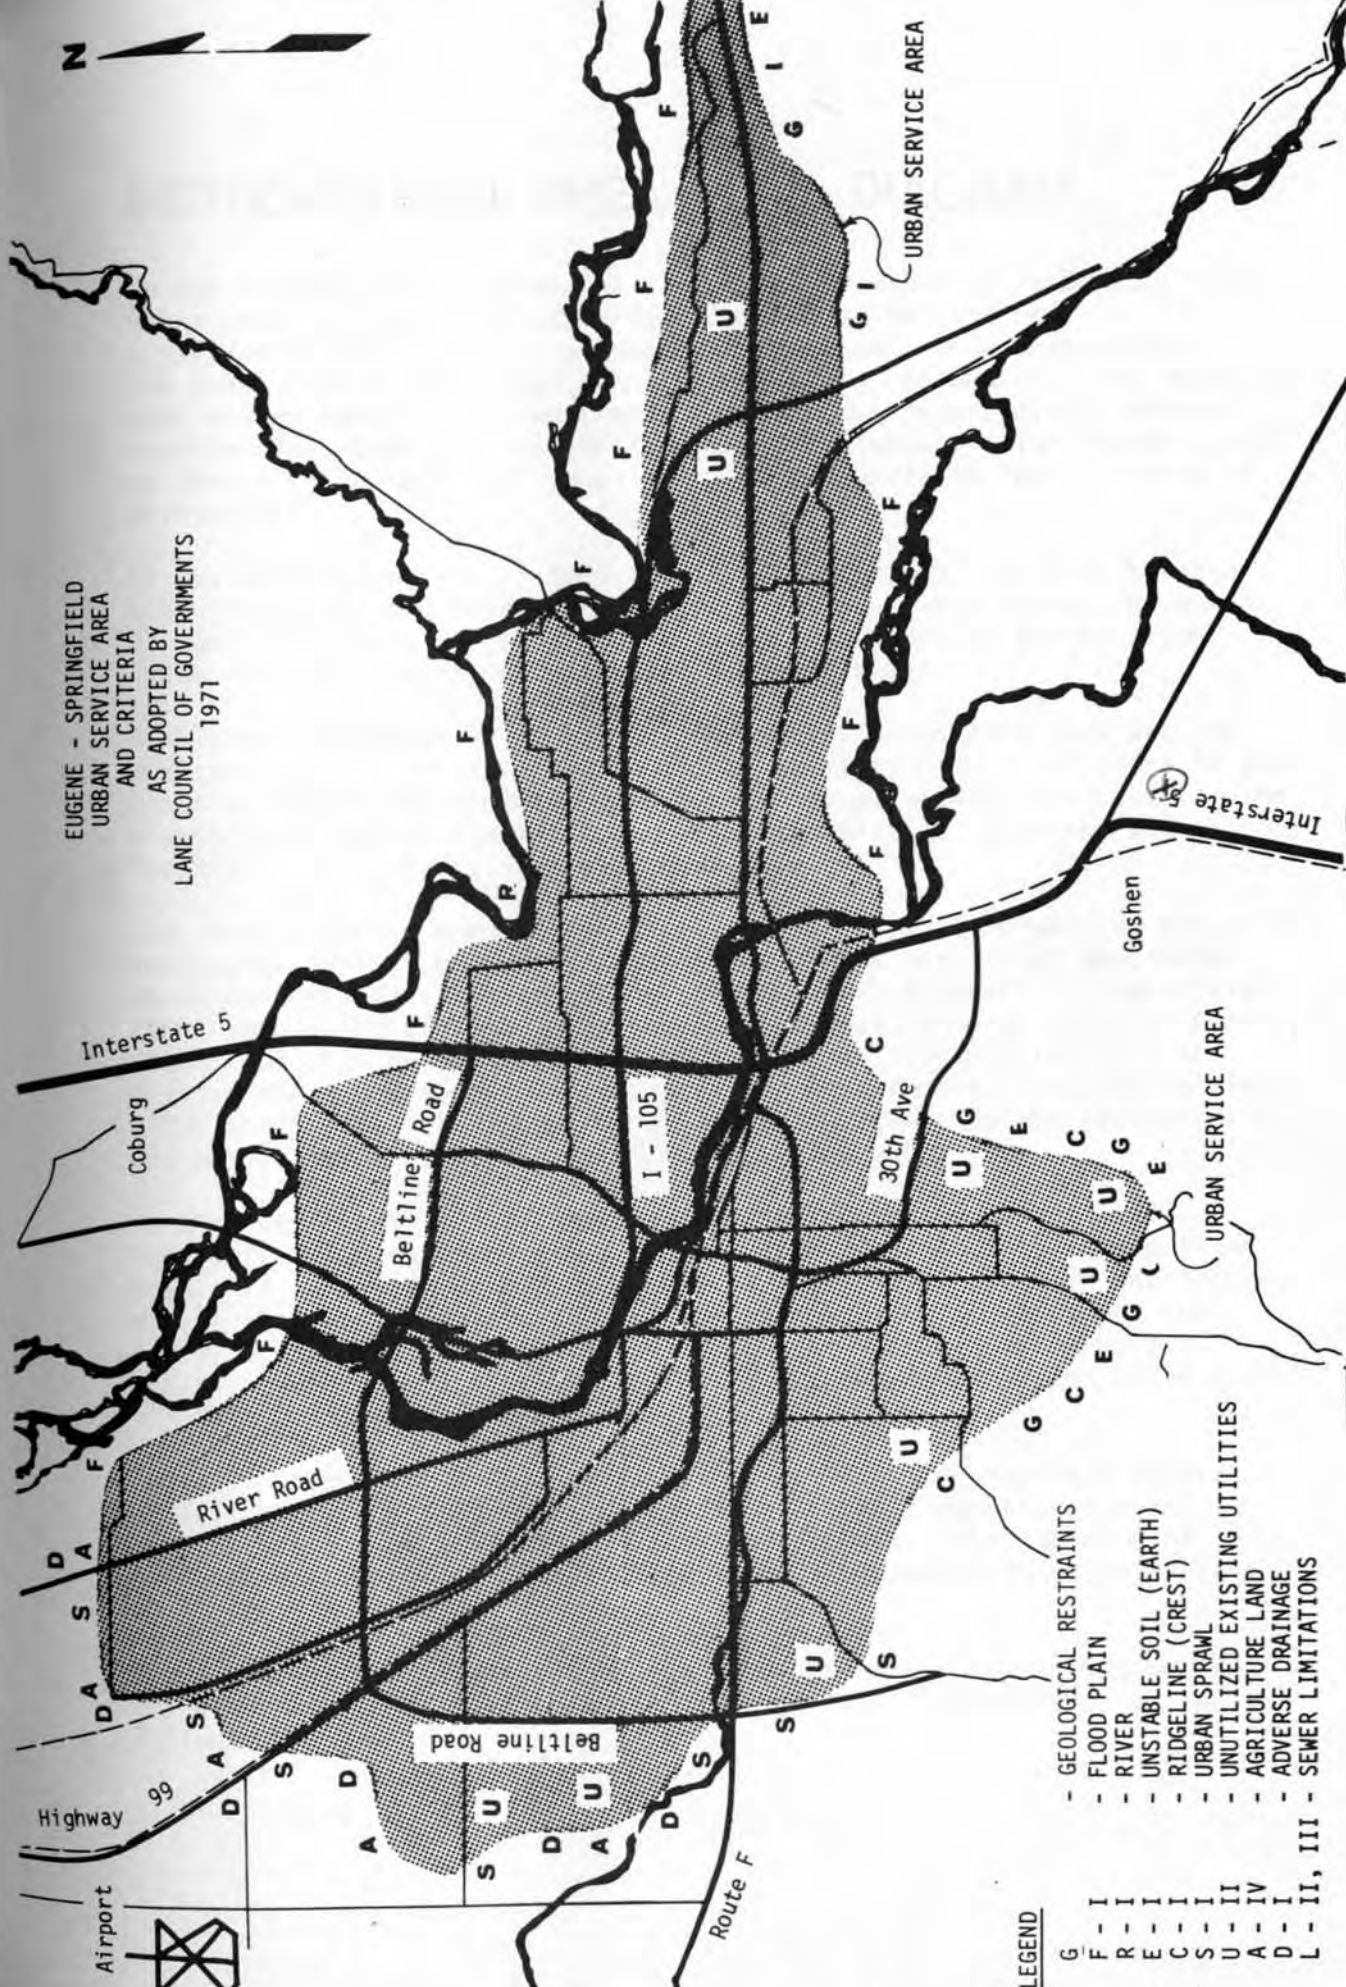 N
EUGENE - SPRINGFIELD
URBAN SERVICE AREA
AND CRITERIA
AS ADOPTED BY
LANE COUNCIL OF GOVERNMENTS
1971
Airport
Highway
99
River Road
Coburg
Interstate 5
Beltline
Road
I - 105
Beltline Road
Route F
30th Ave
Goshen
Interstate 5
URBAN SERVICE AREA
URBAN SERVICE AREA
D A
S
A
D
S
D
A
S
U
D
A
U
D
S
S
A
D
S
F
F
F
F
R
F
F
F
F
F
U
U
E
I
G
I
G
F
F
F
C
U
G
E
C
U
G
E
U
G
E
C
G
U
C
U
S
S
LEGEND
G - GEOLOGICAL RESTRAINTS
F - I - FLOOD PLAIN
R - I - RIVER
E - I - UNSTABLE SOIL (EARTH)
C - I - RIDGELINE (CREST)
S - I - URBAN SPRAWL
U - II - UNUTILIZED EXISTING UTILITIES
A - IV - AGRICULTURE LAND
D - I - ADVERSE DRAINAGE
L - II, III - SEWER LIMITATIONS